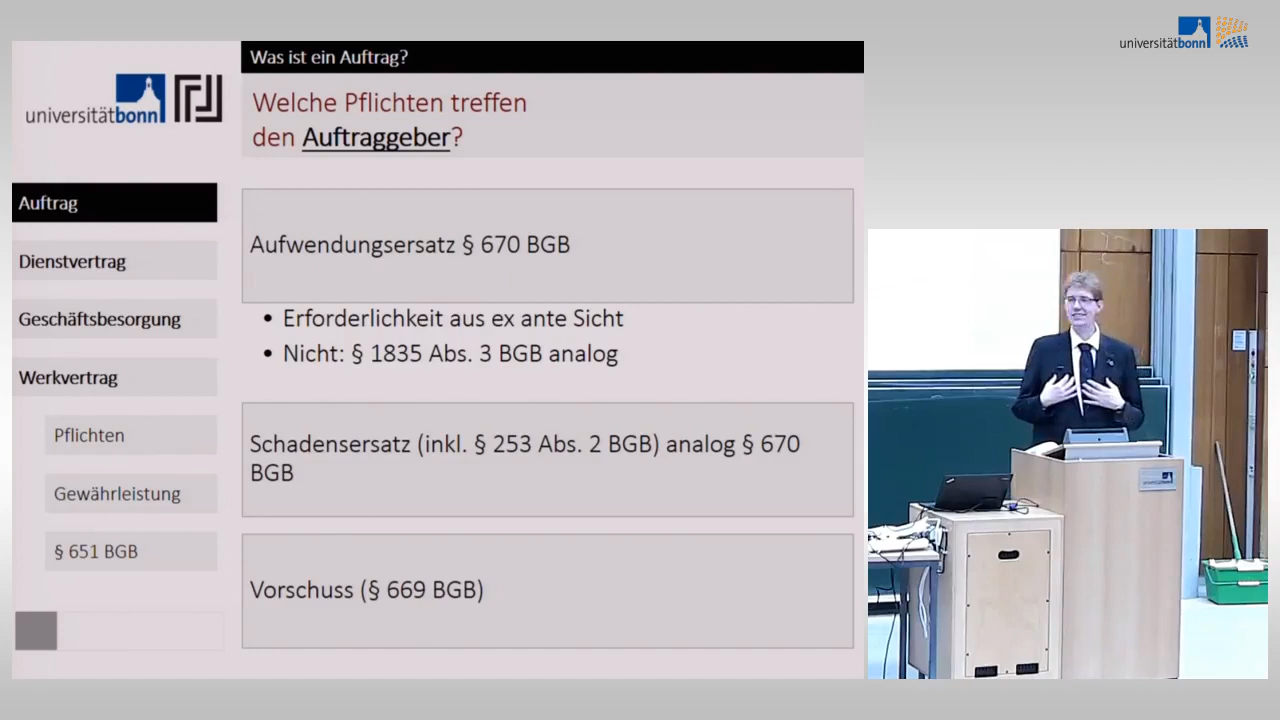 universitätbonn
Was ist ein Auftrag?
universitätbonn
Welche Pflichten treffen
den Auftraggeber?
Auftrag
Dienstvertrag
Geschäftsbesorgung
Werkvertrag
Pflichten
Gewährleistung
§ 651 BGB
Aufwendungsersatz § 670 BGB
• Erforderlichkeit aus ex ante Sicht
• Nicht: § 1835 Abs. 3 BGB analog
Schadensersatz (inkl. § 253 Abs. 2 BGB) analog § 670
BGB
Vorschuss (§ 669 BGB)